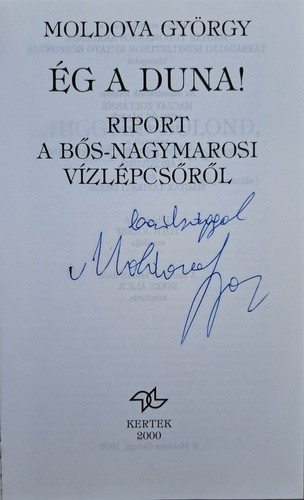 MOLDOVA GYÖRGY
ÉG A DUNA!
RIPORT
A BŐS-NAGYMAROSI
VÍZLÉPCSŐRŐL
barátsággal
Moldova
KERTEK
2000